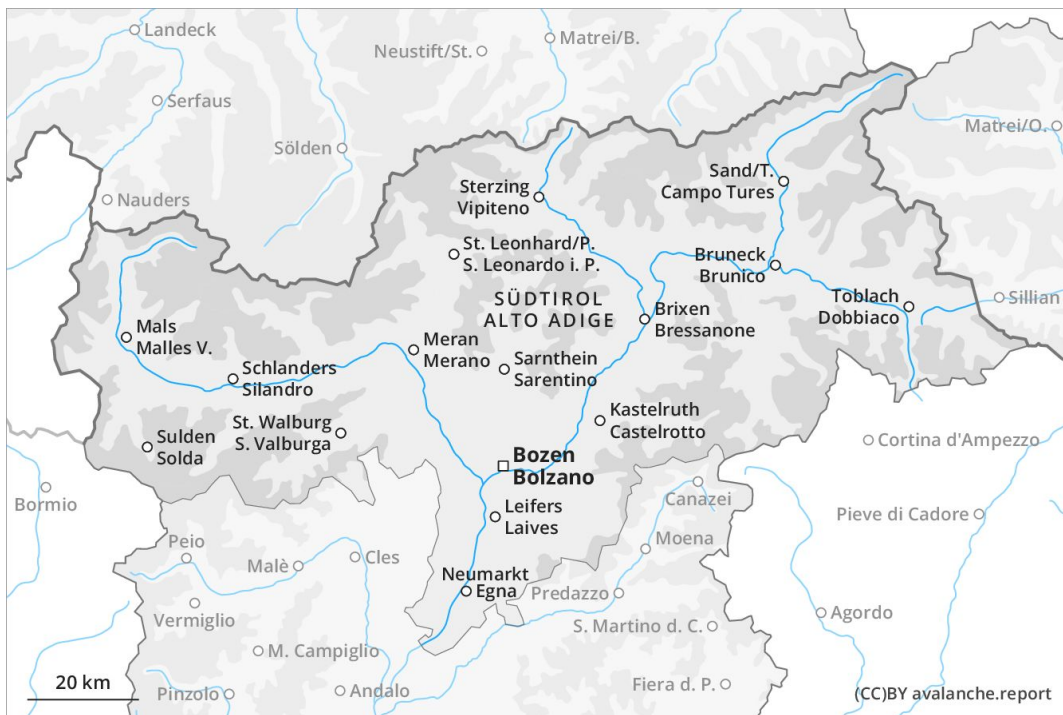 Landeck
Neustift/St.
Matrei/B.
Serfaus
Sölden
Matrei/O.
Sand/T.
Campo Tures
Nauders
Sterzing
Vipiteno
St. Leonhard/P.
S. Leonardo i. P.
Bruneck
Brunico
SÜDTIROL
ALTO ADIGE
Toblach
Dobbiaco
Sillian
Brixen
Bressanone
Mals
Malles V.
Meran
Merano
Sarnthein
Sarentino
Schlanders
Silandro
St. Walburg
S. Valburga
Kastelruth
Castelrotto
Sulden
Solda
Cortina d'Ampezzo
Bozen
Bolzano
Bormio
Canazei
Leifers
Laives
Pieve di Cadore
Peio
Malè
Cles
Moena
Neumarkt
Egna
Predazzo
Vermiglio
Agordo
S. Martino d. C.
M. Campiglio
20 km
Pinzolo
Andalo
Fiera d. P.
(CC)BY avalanche.report